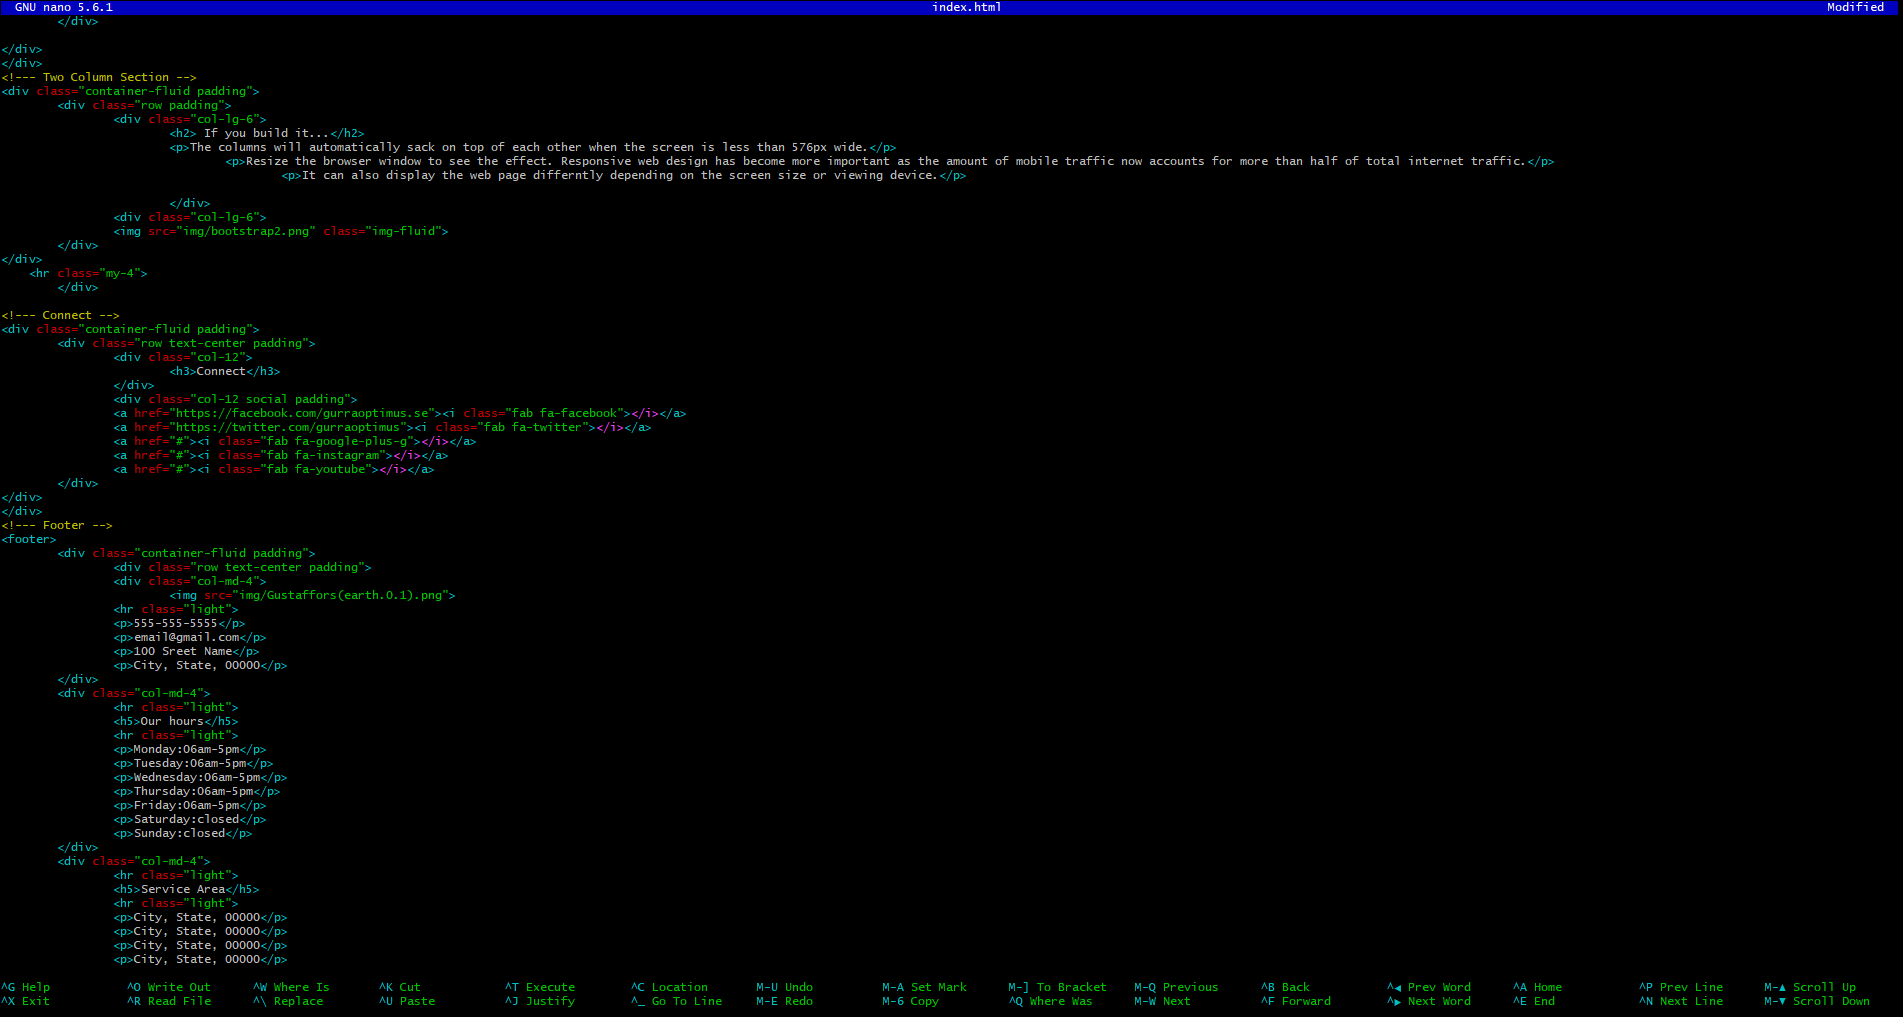 GNU nano 5.6.1 index.html Modified
</div>
</div>
</div>
<!--- Two Column Section -->
<div class="container-fluid padding">
<div class="row padding">
<div class="col-lg-6">
<h2> If you build it...</h2>
<p>The columns will automatically sack on top of each other when the screen is less than 576px wide.</p>
<p>Resize the browser window to see the effect. Responsive web design has become more important as the amount of mobile traffic now accounts for more than half of total internet traffic.</p>
<p>It can also display the web page differntly depending on the screen size or viewing device.</p>
</div>
<div class="col-lg-6">
<img src="img/bootstrap2.png" class="img-fluid">
</div>
</div>
<hr class="my-4">
</div>
<!--- Connect -->
<div class="container-fluid padding">
<div class="row text-center padding">
<div class="col-12">
<h3>Connect</h3>
</div>
<div class="col-12 social padding">
<a href="https://facebook.com/gurraoptimus.se"><i class="fab fa-facebook"></i></a>
<a href="https://twitter.com/gurraoptimus"><i class="fab fa-twitter"></i></a>
<a href="#"><i class="fab fa-google-plus-g"></i></a>
<a href="#"><i class="fab fa-instagram"></i></a>
<a href="#"><i class="fab fa-youtube"></i></a>
</div>
</div>
</div>
<!--- Footer -->
<footer>
<div class="container-fluid padding">
<div class="row text-center padding">
<div class="col-md-4">
<img src="img/Gustaffors(earth.0.1).png">
<hr class="light">
<p>555-555-5555</p>
<p>email@gmail.com</p>
<p>100 Sreet Name</p>
<p>City, State, 00000</p>
</div>
<div class="col-md-4">
<hr class="light">
<h5>Our hours</h5>
<hr class="light">
<p>Monday:06am-5pm</p>
<p>Tuesday:06am-5pm</p>
<p>Wednesday:06am-5pm</p>
<p>Thursday:06am-5pm</p>
<p>Friday:06am-5pm</p>
<p>Saturday:closed</p>
<p>Sunday:closed</p>
</div>
<div class="col-md-4">
<hr class="light">
<h5>Service Area</h5>
<hr class="light">
<p>City, State, 00000</p>
<p>City, State, 00000</p>
<p>City, State, 00000</p>
<p>City, State, 00000</p>
^G Help ^O Write Out ^W Where Is ^K Cut ^T Execute ^C Location M-U Undo M-A Set Mark M-] To Bracket M-Q Previous ^B Back ^◀ Prev Word ^A Home ^P Prev Line M-▲ Scroll Up
^X Exit ^R Read File ^\ Replace ^U Paste ^J Justify ^_ Go To Line M-E Redo M-6 Copy ^Q Where Was M-W Next ^F Forward ^▶ Next Word ^E End ^N Next Line M-▼ Scroll Down